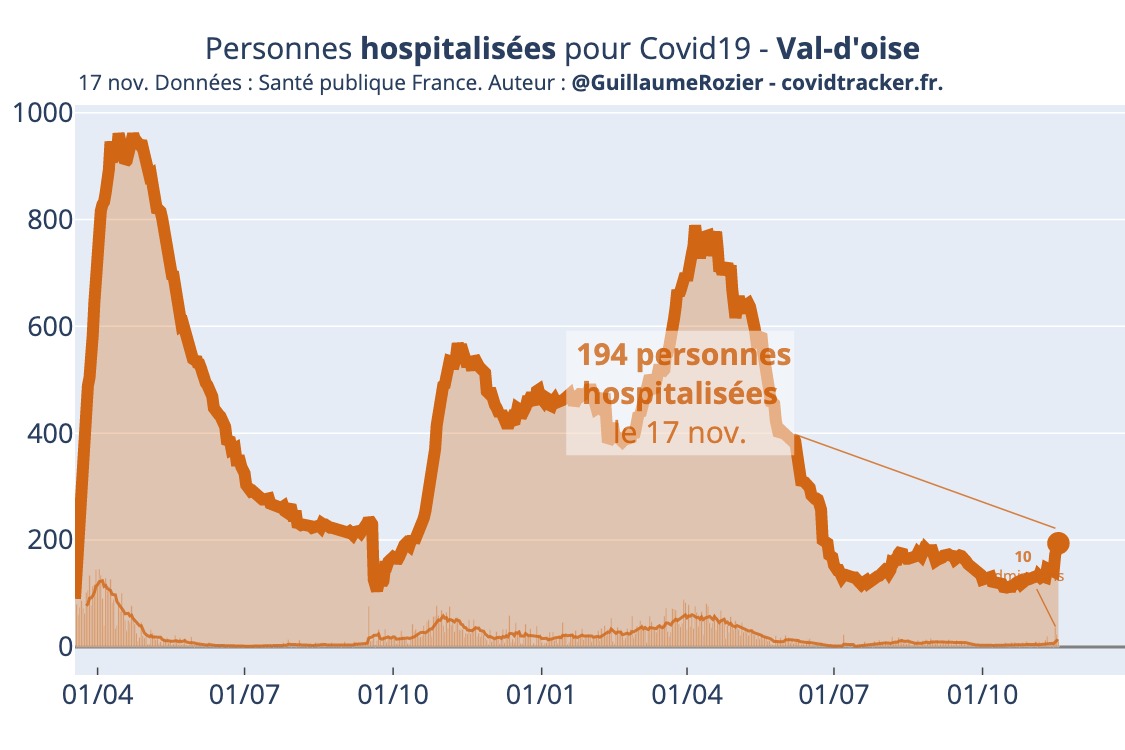 Personnes hospitalisées pour Covid19 - Val-d'oise
17 nov. Données : Santé publique France. Auteur : @GuillaumeRozier - covidtracker.fr.
1000
800
600
400
200
0
194 personnes
hospitalisées
le 17 nov.
10
01/04
01/07
01/10
01/01
01/04
01/07
01/10